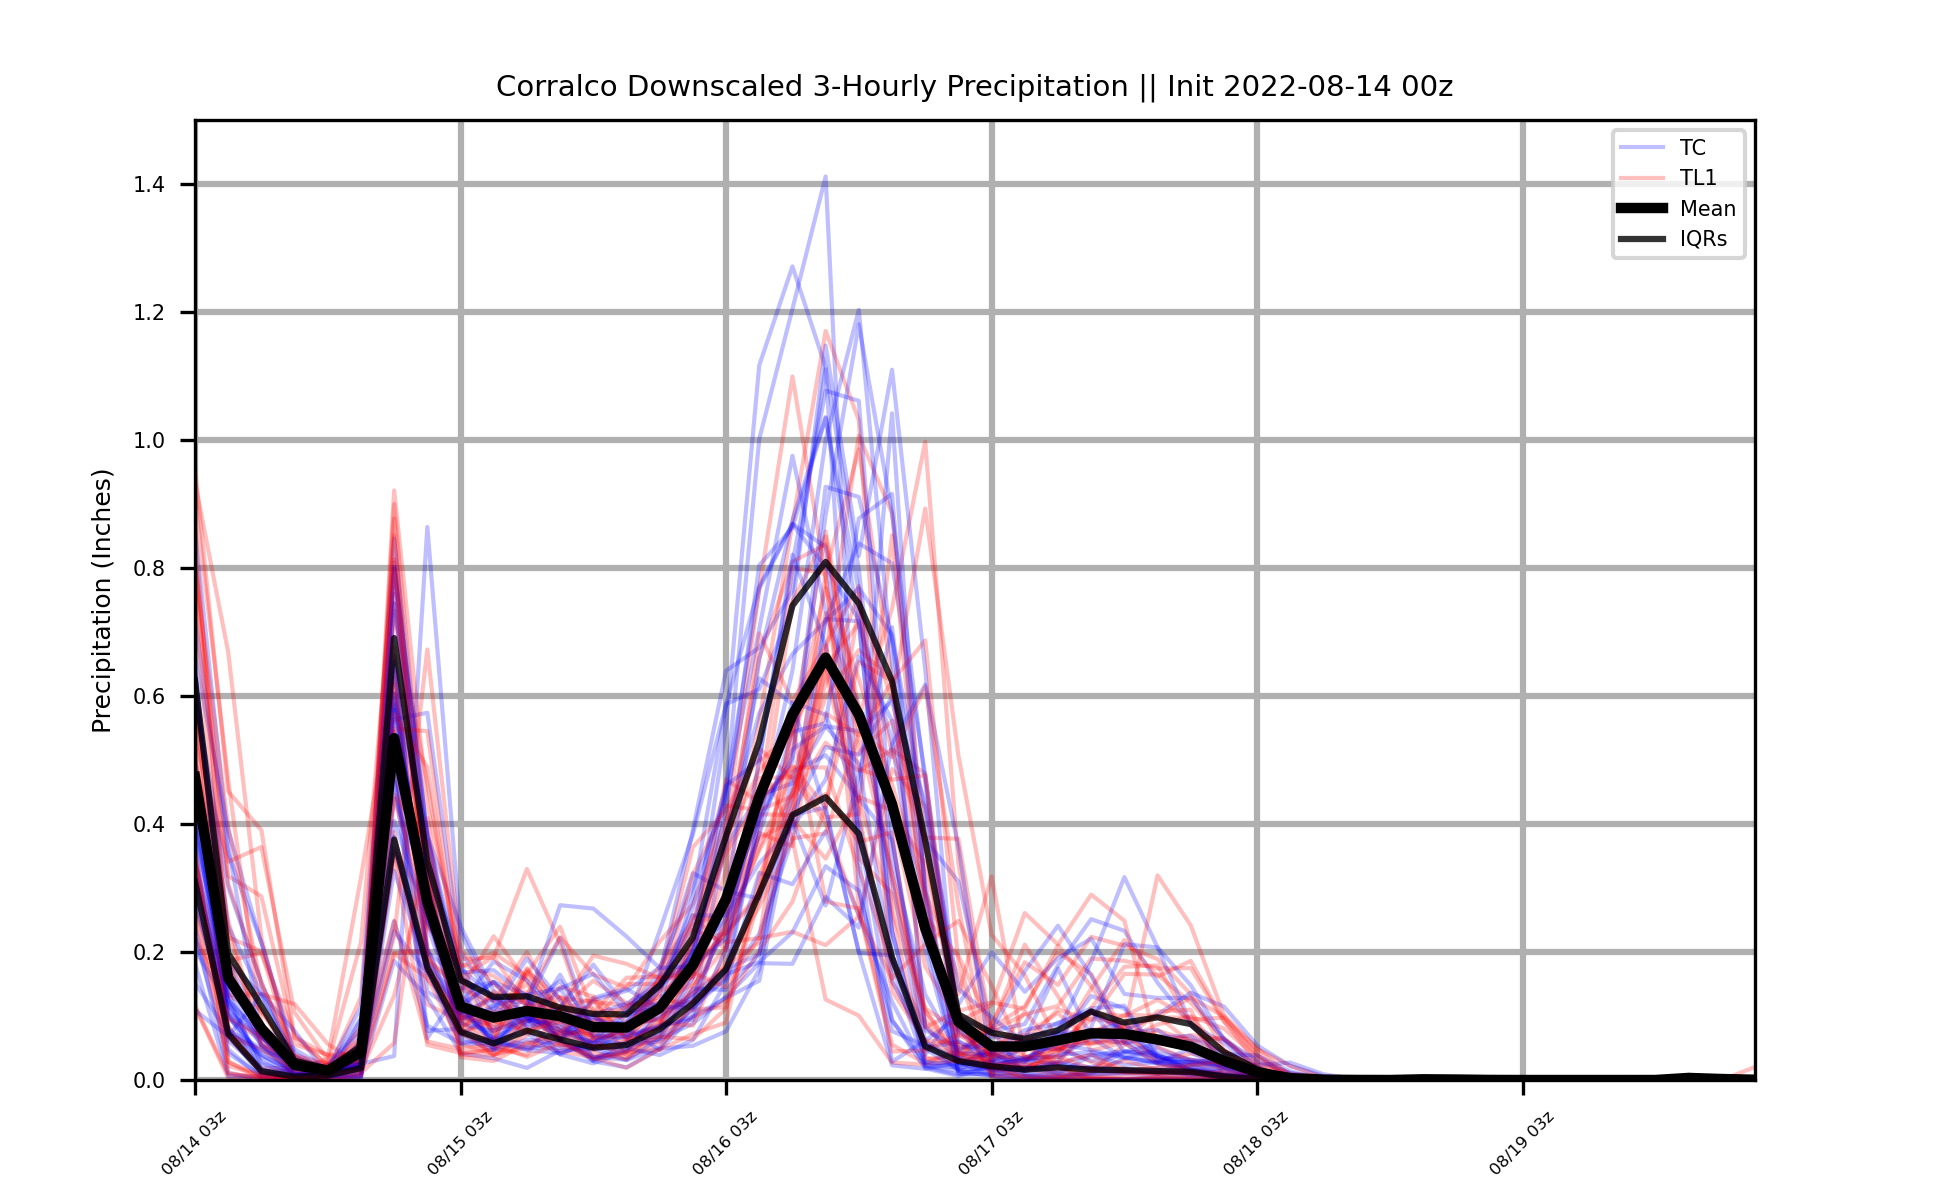 Corralco Downscaled 3-Hourly Precipitation || Init 2022-08-14 00z
TC
TL1
Mean
IQRs
Precipitation (Inches)
1.4
1.2
1.0
0.8
0.6
0.4
0.2
0.0
08/14 03z
08/15 03z
08/16 03z
08/17 03z
08/18 03z
08/19 03z